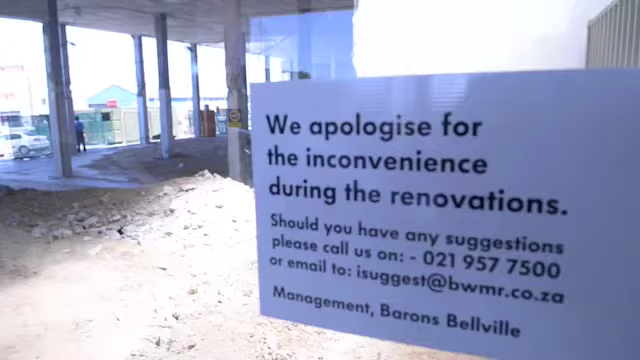 We apologise for
the inconvenience
during the renovations.
Should you have any suggestions
please call us on: - 021 957 7500
or email to: isuggest@bwmr.co.za
Management, Barons Bellville